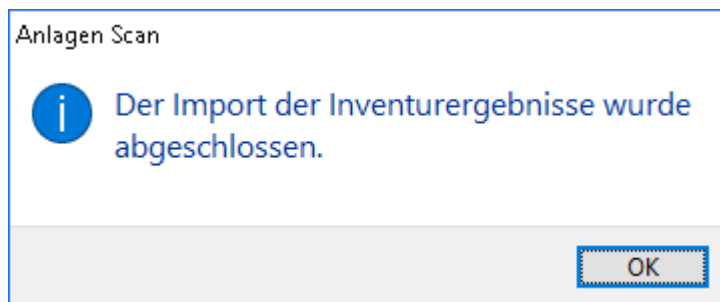 Anlagen Scan
Der Import der Inventurergebnisse wurde
abgeschlossen.
OK